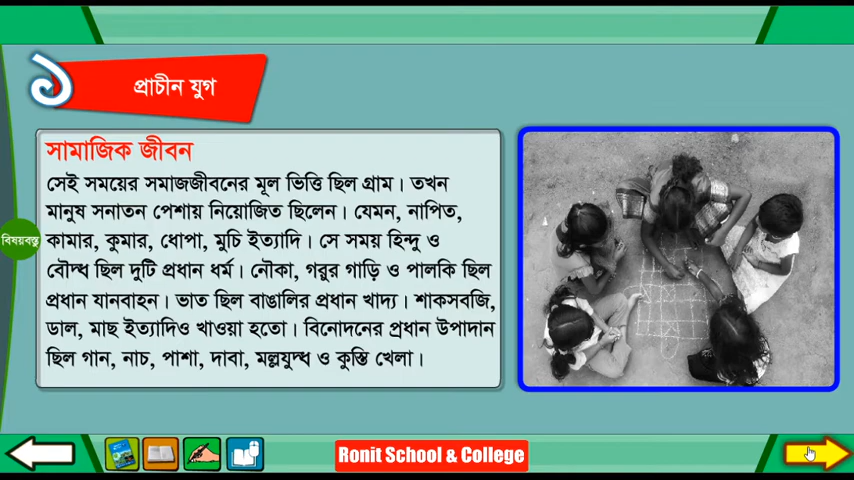 ১
প্রাচীন যুগ
সামাজিক জীবন
সেই সময়ের সমাজজীবনের মূল ভিত্তি ছিল গ্রাম। তখন
মানুষ সনাতন পেশায় নিয়োজিত ছিলেন। যেমন, নাপিত,
কামার, কুমার, ধোপা, মুচি ইত্যাদি। সে সময় হিন্দু ও
বৌদ্ধ ছিল দুটি প্রধান ধর্ম। নৌকা, গরুর গাড়ি ও পালকি ছিল
প্রধান যানবাহন। ভাত ছিল বাঙালির প্রধান খাদ্য। শাকসবজি,
ডাল, মাছ ইত্যাদিও খাওয়া হতো। বিনোদনের প্রধান উপাদান
ছিল গান, নাচ, পাশা, দাবা, মল্লযুদ্ধ ও কুস্তি খেলা।
বিষয়বস্তু
Ronit School & College